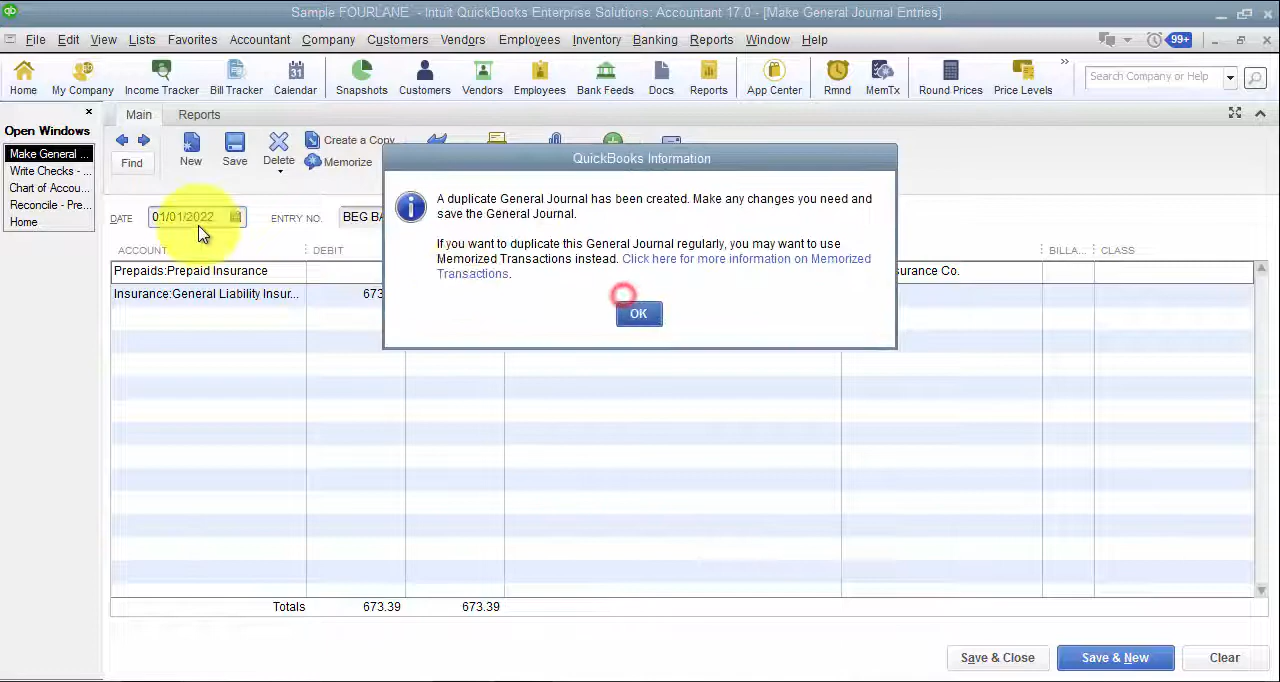 Sample FOURLANE - Intuit QuickBooks Enterprise Solutions: Accountant 17.0 - [Make General Journal Entries]
File Edit View Lists Favorites Accountant Company Customers Vendors Employees Inventory Banking Reports Window Help 99+
Home My Company Income Tracker Bill Tracker Calendar Snapshots Customers Vendors Employees Bank Feeds Docs Reports App Center Rmnd MemTx Round Prices Price Levels Search Company or Help
Main Reports
Open Windows
Make General ...
Write Checks - ...
Chart of Accou...
Reconcile - Pre...
Home
Find
New
Save
Delete
Create a Copy
Memorize
DATE 01/01/2022 ENTRY NO. BEG BA
ACCOUNT DEBIT BILLA... CLASS
Prepaids:Prepaid Insurance surance Co.
Insurance:General Liability Insur... 673
Totals 673.39 673.39
QuickBooks Information
A duplicate General Journal has been created. Make any changes you need and
save the General Journal.
If you want to duplicate this General Journal regularly, you may want to use
Memorized Transactions instead. Click here for more information on Memorized
Transactions.
OK
Save & Close Save & New Clear